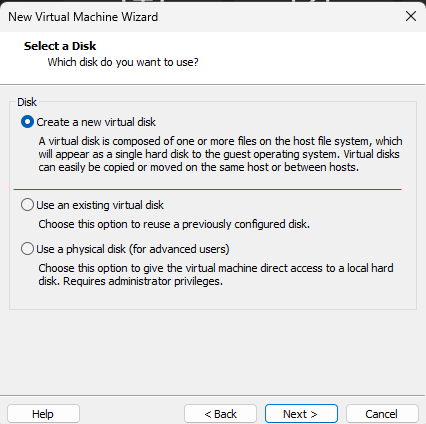 New Virtual Machine Wizard
Select a Disk
Which disk do you want to use?
Disk
Create a new virtual disk
A virtual disk is composed of one or more files on the host file system, which
will appear as a single hard disk to the guest operating system. Virtual disks
can easily be copied or moved on the same host or between hosts.
Use an existing virtual disk
Choose this option to reuse a previously configured disk.
Use a physical disk (for advanced users)
Choose this option to give the virtual machine direct access to a local hard
disk. Requires administrator privileges.
Help
< Back
Next >
Cancel